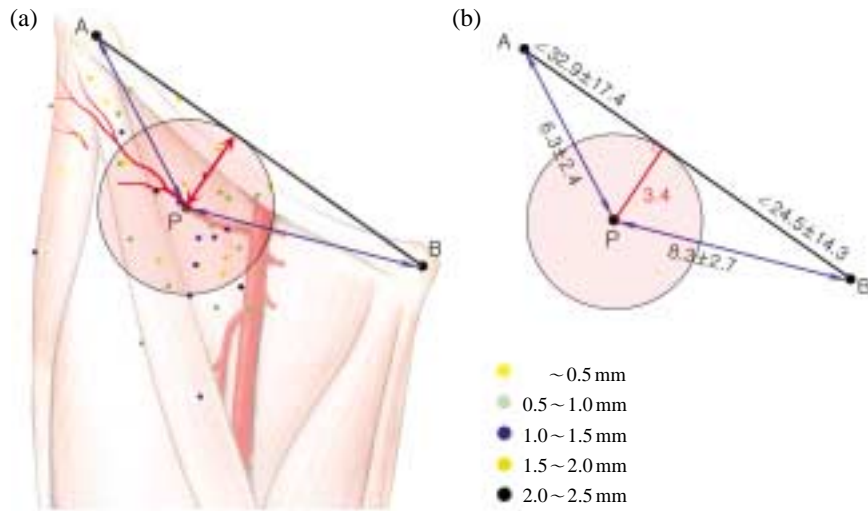 (a)
A
P
B
(b)
A
<32.9±17.4
6.3±2.4
3.4
P
<24.5±14.3
8.3±2.7
B
~0.5 mm
0.5~1.0 mm
1.0~1.5 mm
1.5~2.0 mm
2.0~2.5 mm